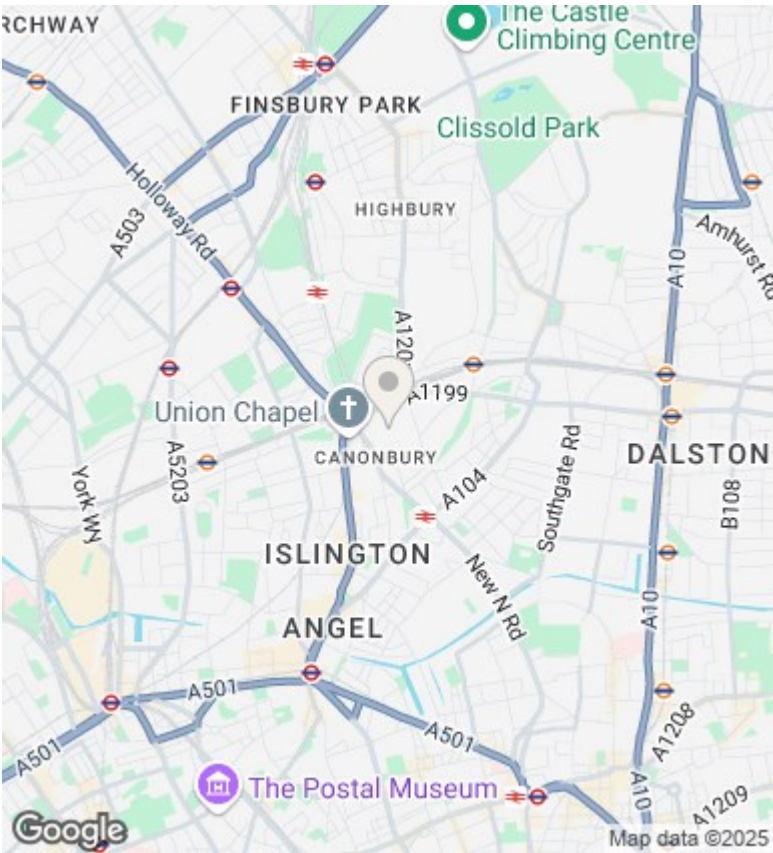 RCHWAY
The Castle
Climbing Centre
FINSBURY PARK
Clissold Park
Holloway Rd
A503
HIGHBURY
A10
Amhurst Rd
A120
A1199
Union Chapel
CANONBURY
A5203
York WY
A104
Southgate Rd
DALSTON
B108
ISLINGTON
New N Rd
ANGEL
A10
A501
A501
A501
A1208
The Postal Museum
A10
A1209
Google
Map data ©2025